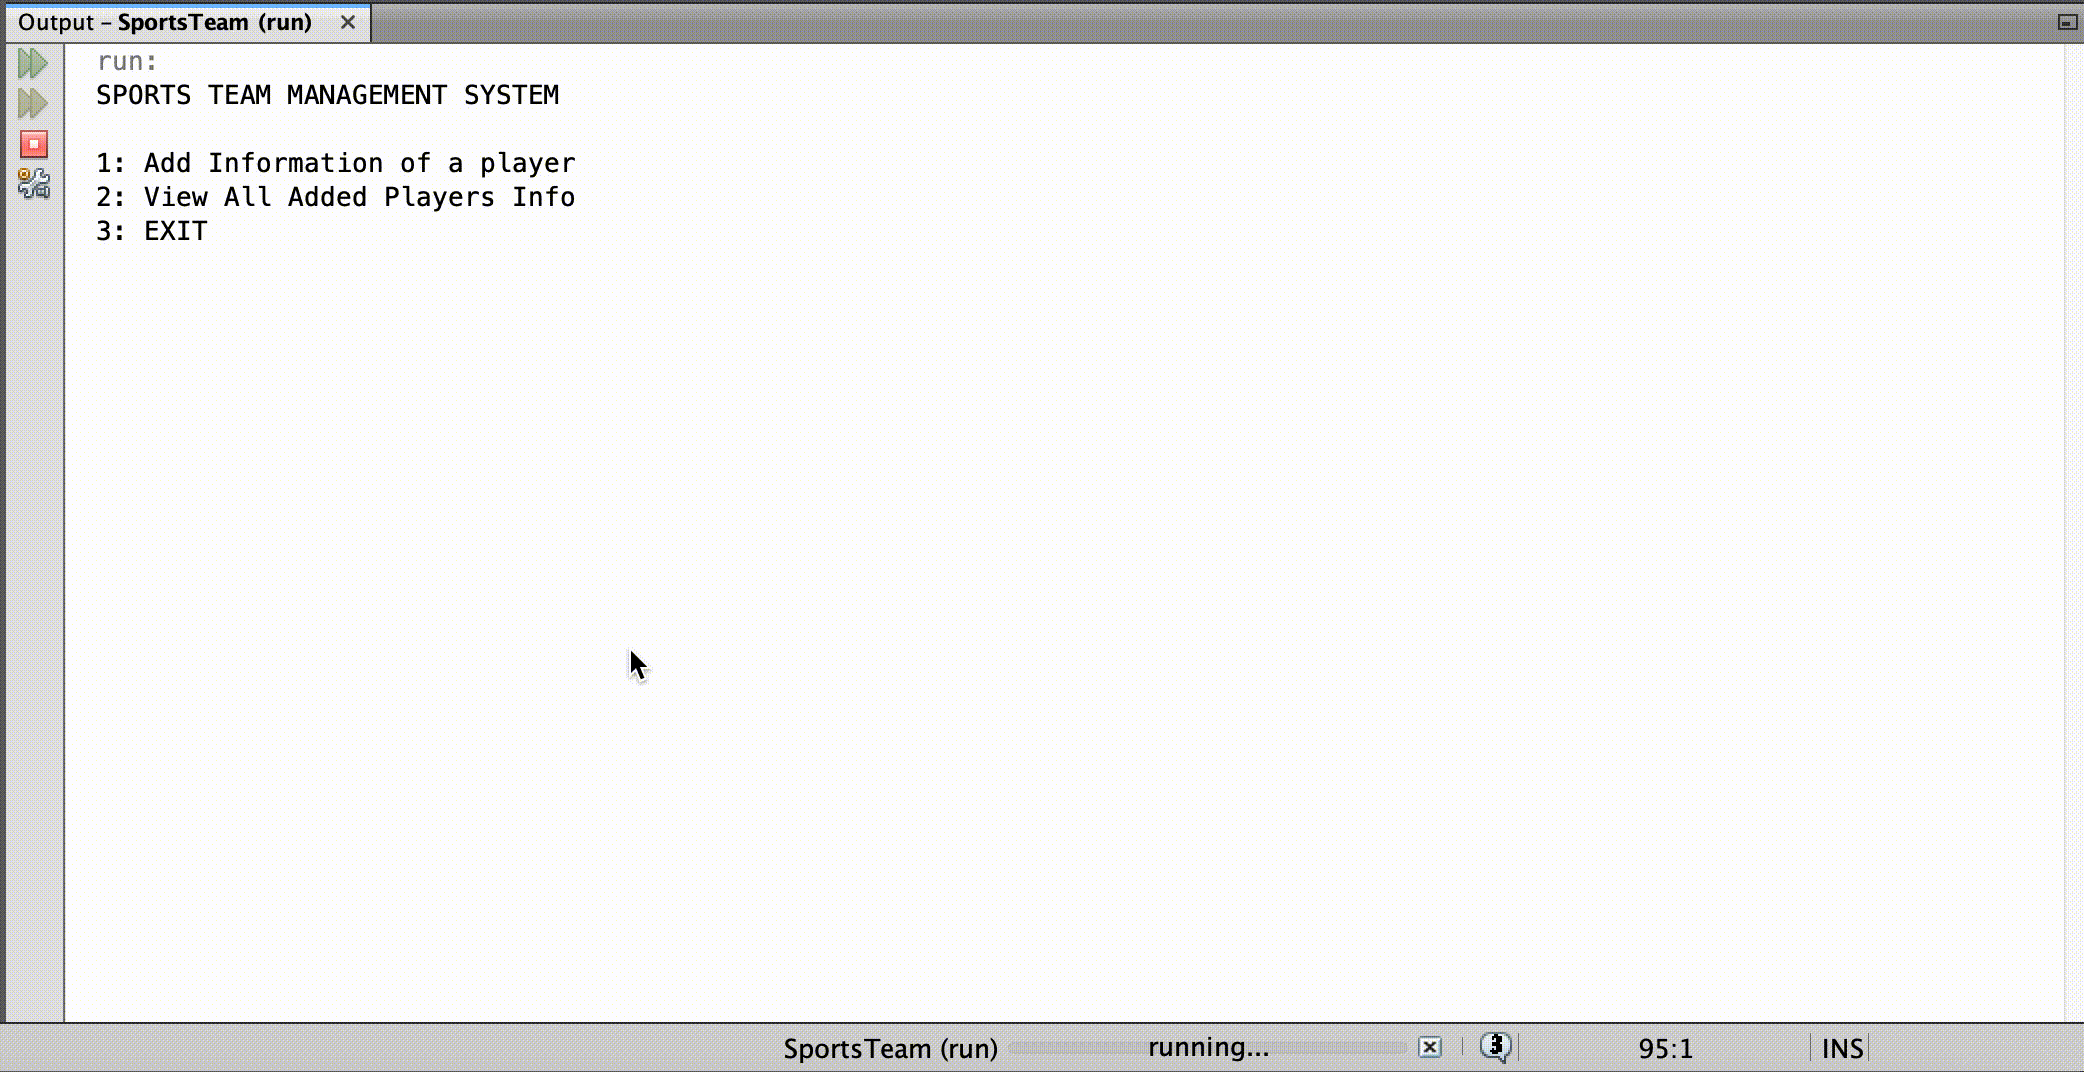 Output – SportsTeam (run)
run:
SPORTS TEAM MANAGEMENT SYSTEM
1: Add Information of a player
2: View All Added Players Info
3: EXIT
SportsTeam (run) running... 3 95:1 INS